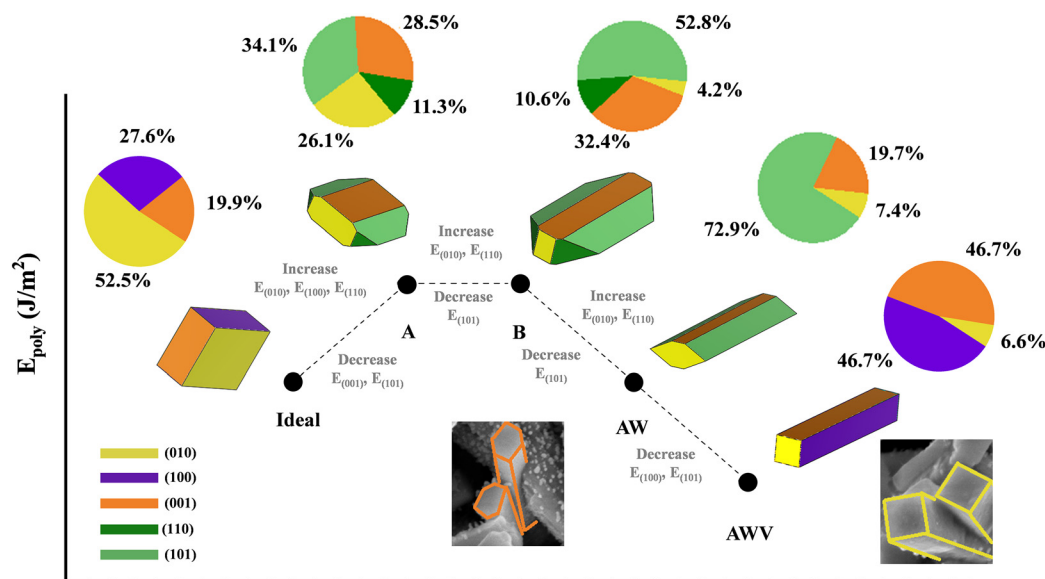 52.8%
28.5%
34.1%
4.2%
10.6%
11.3%
27.6%
26.1%
32.4%
19.7%
19.9%
7.4%
72.9%
52.5%
Increase
E(010), E(110)
46.7%
Increase
E(010), E(100), E(110)
Decrease
E(101)
Increase
E(010), E(110)
6.6%
46.7%
A
B
Decrease
E(001), E(101)
Decrease
E(101)
Ideal
AW
Decrease
E(100), E(101)
AWV
Epoly (J/m2)
(010)
(100)
(001)
(110)
(101)